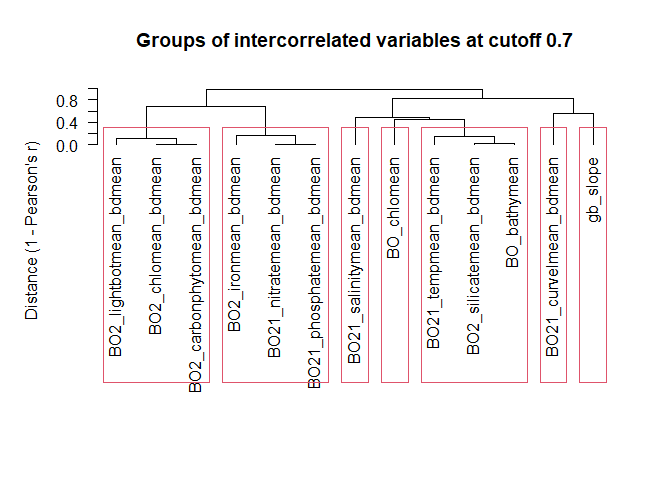 Groups of intercorrelated variables at cutoff 0.7
Distance (1 - Pearson's r)
0.8
0.4
0.0
BO2_lightbotmean_bdmean
BO2_chlomean_bdmean
BO2_carbonphytomean_bdmean
BO2_ironmean_bdmean
BO21_nitratemean_bdmean
BO21_phosphatemean_bdmean
BO21_salinitymean_bdmean
BO_chlomean
BO21_tempmean_bdmean
BO2_silicatemean_bdmean
BO_bathymean
BO21_curvelmean_bdmean
gb_slope